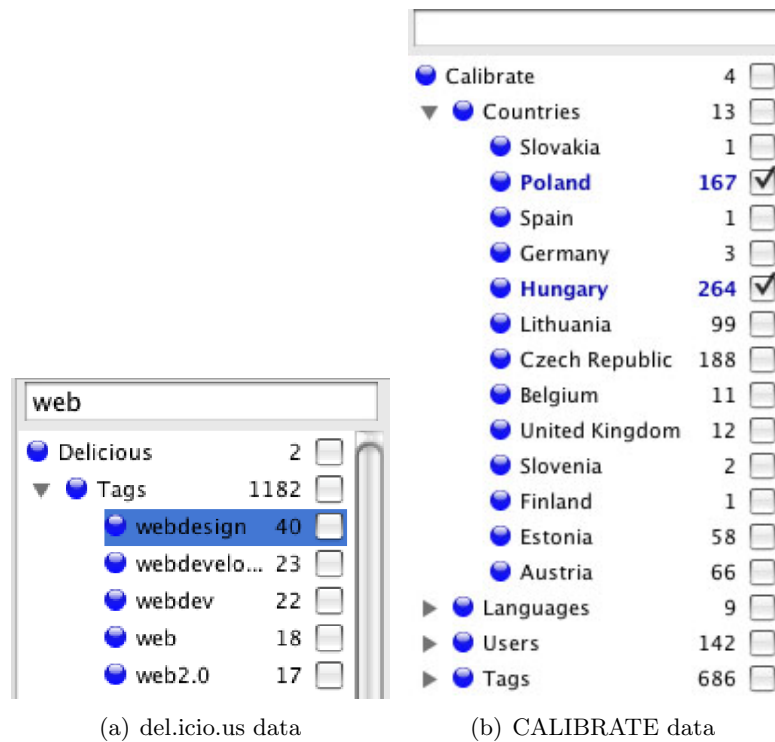 web
Delicious 2
Tags 1182
webdesign 40
webdevelo... 23
webdev 22
web 18
web2.0 17
(a) del.icio.us data
Calibrate 4
Countries 13
Slovakia 1
Poland 167
Spain 1
Germany 3
Hungary 264
Lithuania 99
Czech Republic 188
Belgium 11
United Kingdom 12
Slovenia 2
Finland 1
Estonia 58
Austria 66
Languages 9
Users 142
Tags 686
(b) CALIBRATE data